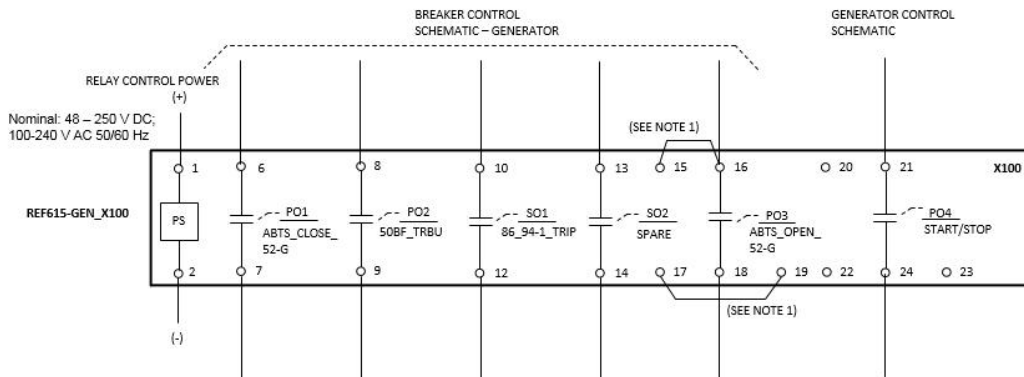 BREAKER CONTROL
SCHEMATIC – GENERATOR
GENERATOR CONTROL
SCHEMATIC
RELAY CONTROL POWER
(+)
Nominal: 48 – 250 V DC;
100-240 V AC 50/60 Hz
(SEE NOTE 1)
1
6
8
10
13
15
16
20
21
X100
REF615-GEN_X100
PS
PO1
ABTS_CLOSE_
52-G
PO2
50BF_TRBU
SO1
86_94-1_TRIP
SO2
SPARE
PO3
ABTS_OPEN_
52-G
PO4
START/STOP
2
7
9
12
14
17
18
19
22
24
23
(SEE NOTE 1)
(-)